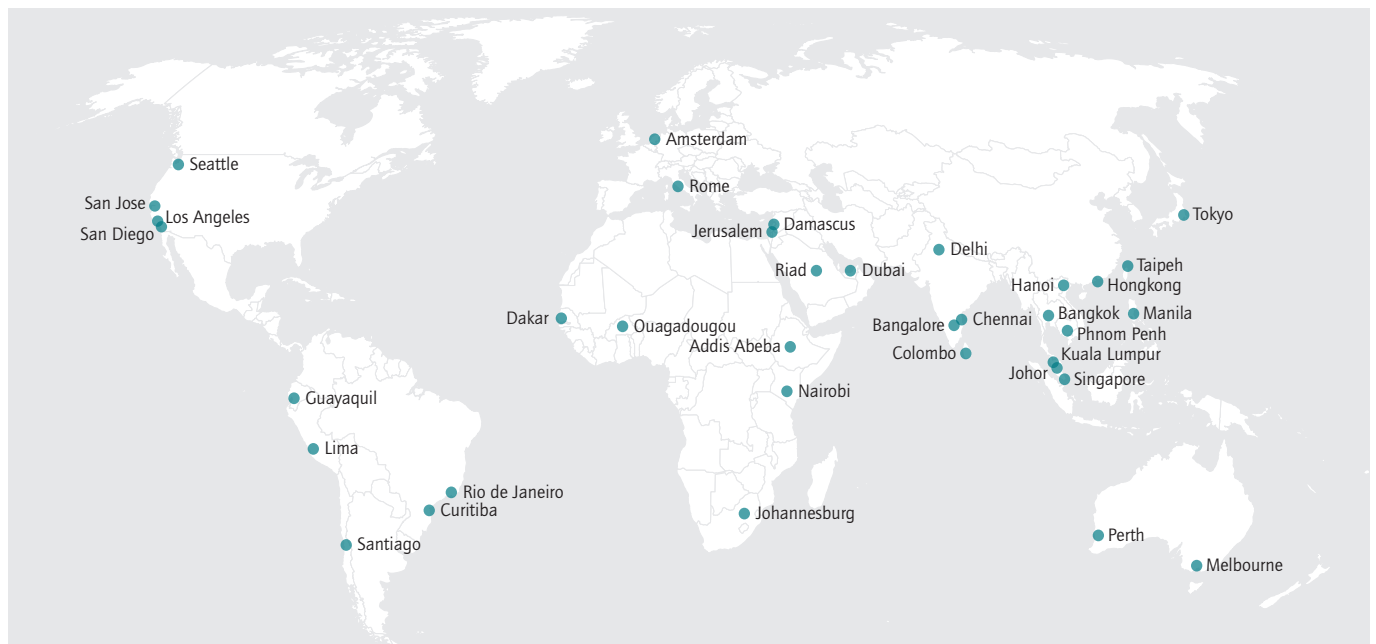 Amsterdam
Seattle
Rome
San Jose
Los Angeles
San Diego
Tokyo
Damascus
Jerusalem
Delhi
Riad
Dubai
Taipeh
Hanoi
Hongkong
Dakar
Ouagadougou
Addis Abeba
Bangalore
Chennai
Bangkok
Manila
Phnom Penh
Colombo
Kuala Lumpur
Johor
Singapore
Nairobi
Guayaquil
Lima
Rio de Janeiro
Curitiba
Johannesburg
Santiago
Perth
Melbourne